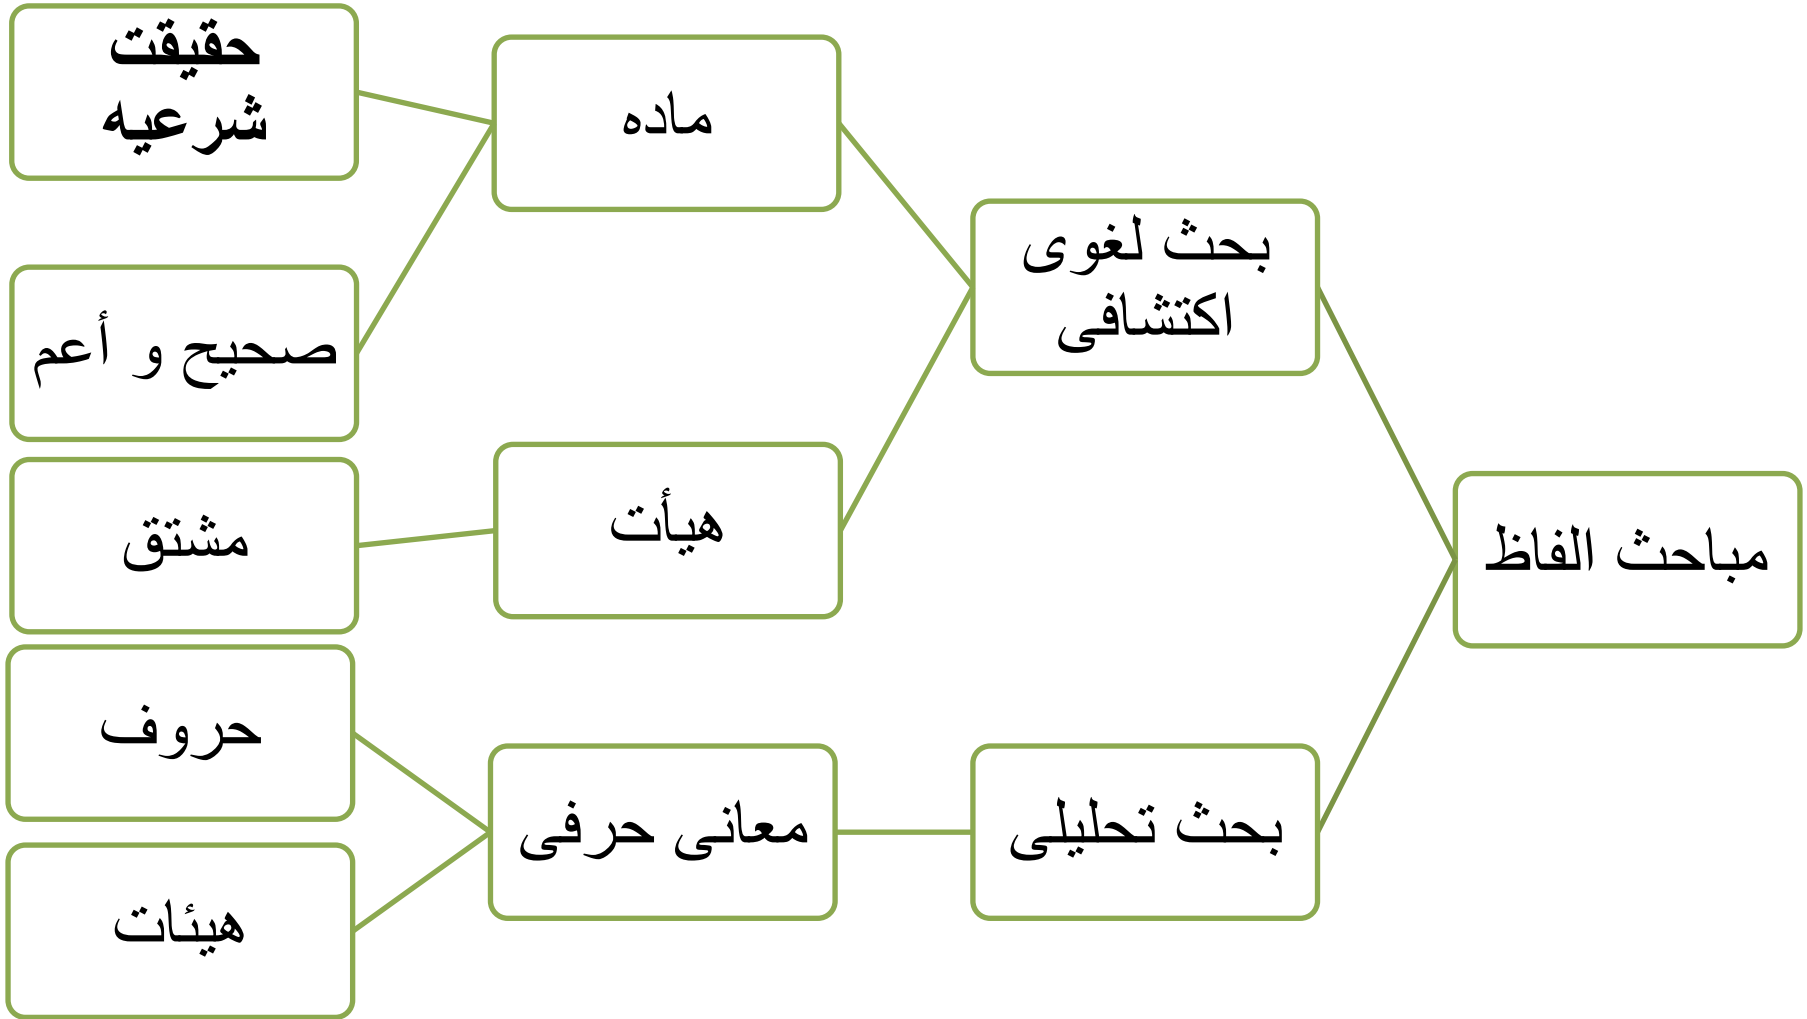 مباحث الفاظ
بحث لغوی
اکتشافی
ماده
حقیقت
شرعیه
صحیح و أعم
هیأت
مشتق
بحث تحلیلی
معانی حرفی
حروف
هیئات